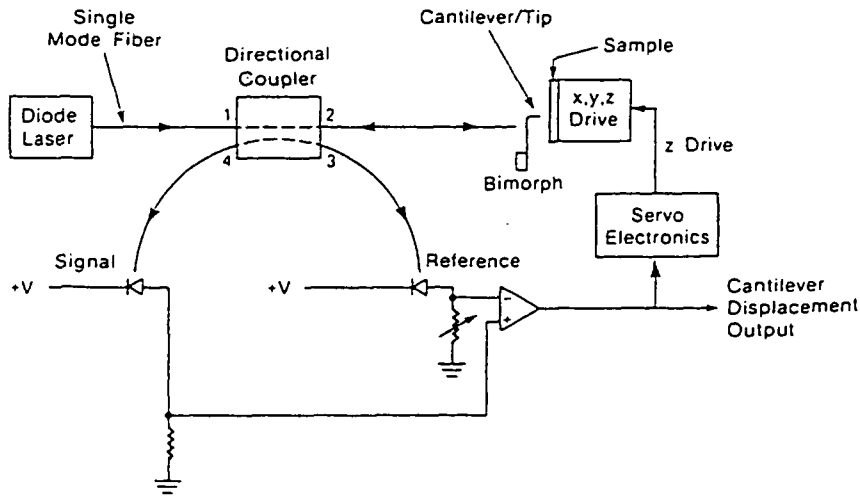 Single
Mode Fiber
Directional
Coupler
Cantilever/Tip
Sample
Diode
Laser
1
2
4
3
x,y,z
Drive
Bimorph
z Drive
Servo
Electronics
Signal
Reference
+V
+V
-
+
Cantilever
Displacement
Output